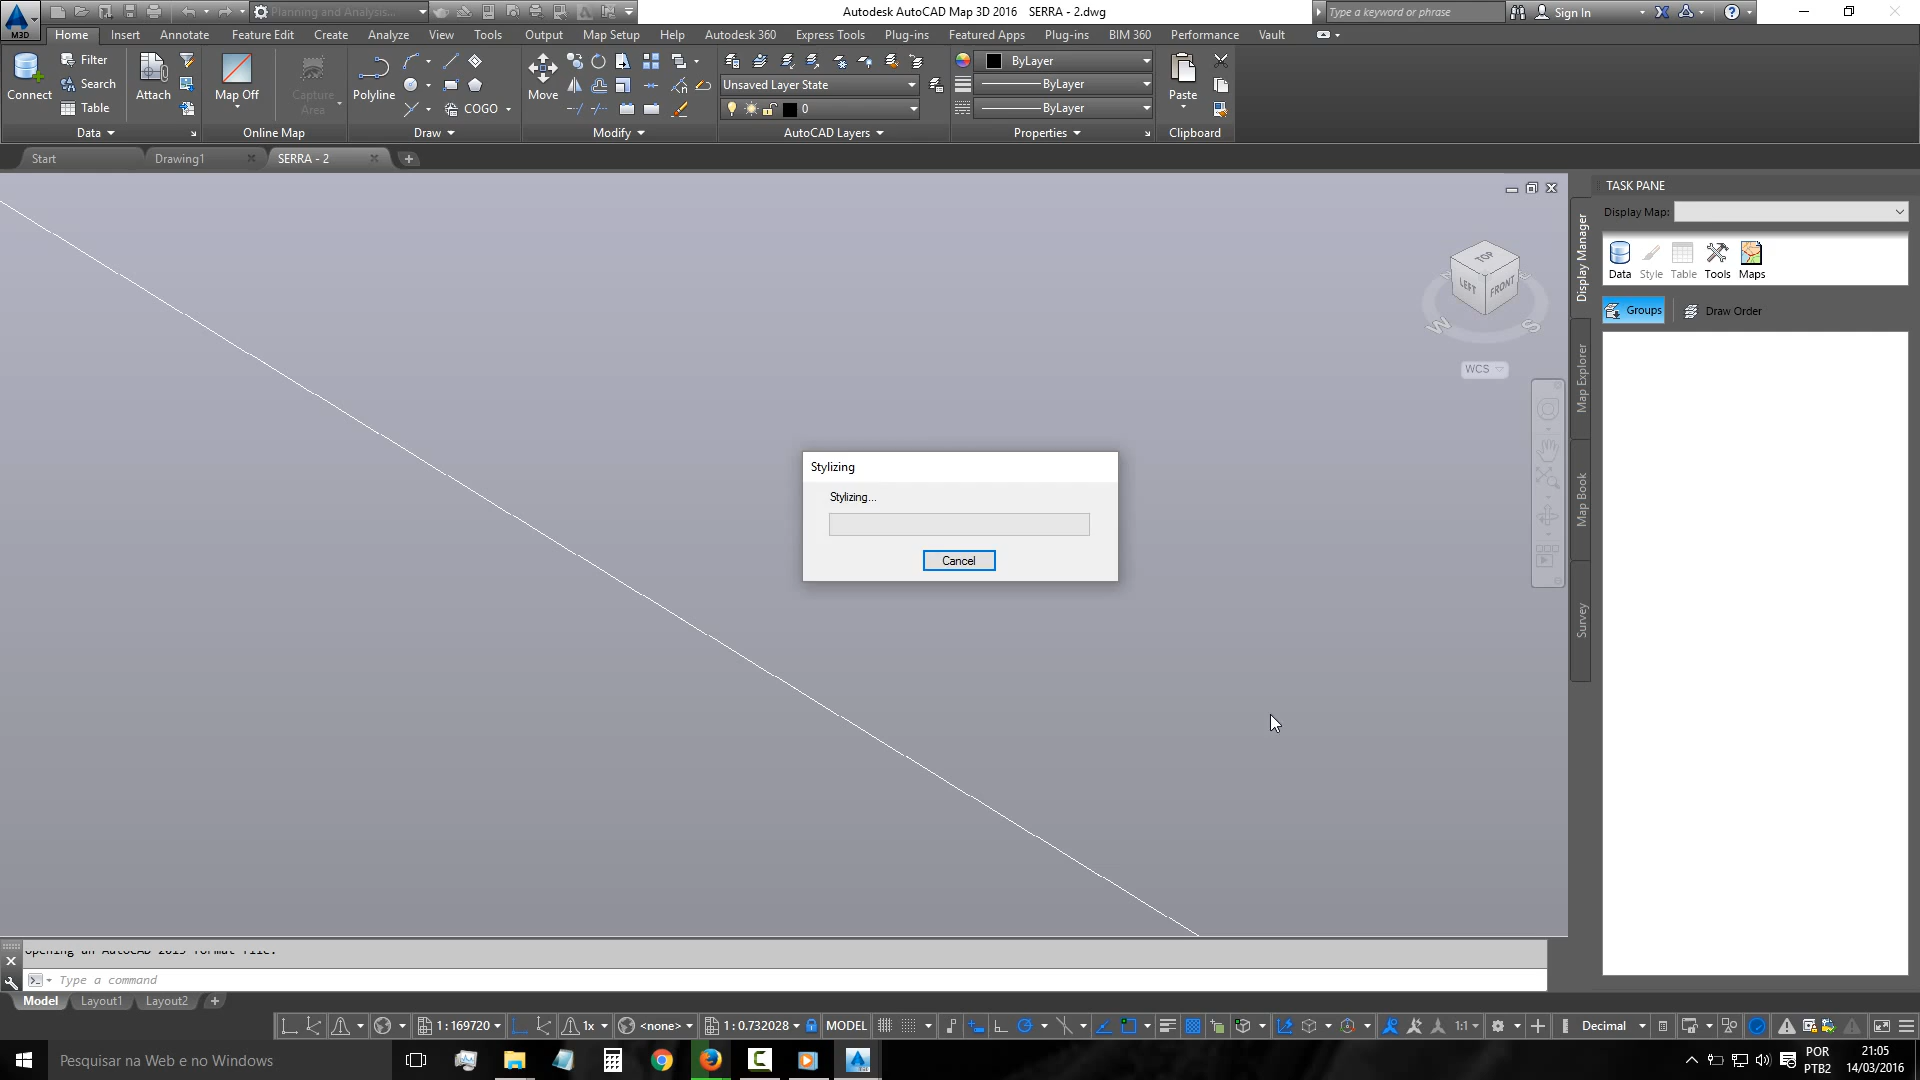 M3D
Planning and Analysis...
Autodesk AutoCAD Map 3D 2016 SERRA - 2.dwg
Type a keyword or phrase
Sign In
Home Insert Annotate Feature Edit Create Analyze View Tools Output Map Setup Help Autodesk 360 Express Tools Plug-ins Featured Apps Plug-ins BIM 360 Performance Vault
Connect
Filter
Search
Table
Data
Attach
Map Off
Capture
Area
Online Map
Polyline
COGO
Draw
Move
Modify
Unsaved Layer State
0
AutoCAD Layers
ByLayer
ByLayer
ByLayer
Properties
Paste
Clipboard
Start Drawing1 SERRA - 2
TOP
LEFT
FRONT
W
S
WCS
Stylizing
Stylizing...
Cancel
TASK PANE
Display Map:
Data Style Table Tools Maps
Groups Draw Order
Display Manager
Map Explorer
Map Book
Survey
Opening an AutoCAD 2013 format file.
Type a command
Model Layout1 Layout2
1 : 169720 1x <none> 1 : 0.732028 MODEL 1:1 Decimal
Pesquisar na Web e no Windows
POR
PTB2
21:05
14/03/2016